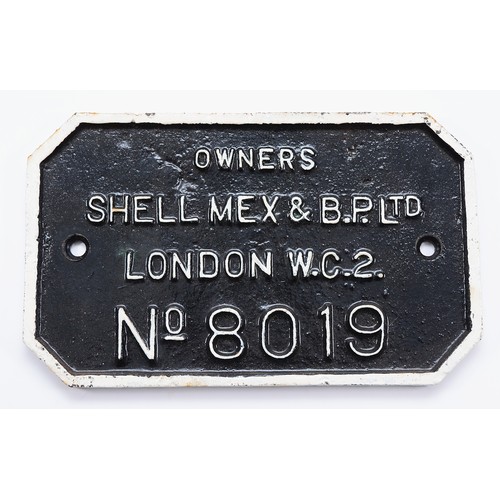 OWNERS
SHELL MEX & B.P. LTD
LONDON W.C.2.
No 8019